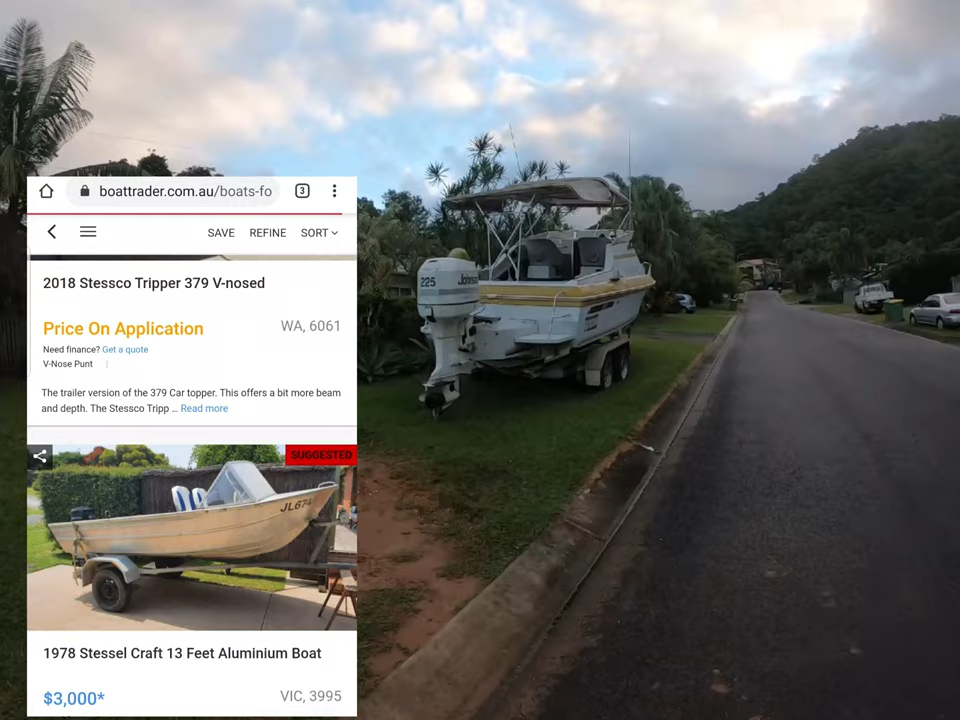 boattrader.com.au/boats-fo
3
SAVE REFINE SORT
2018 Stessco Tripper 379 V-nosed
Price On Application
WA, 6061
Need finance? Get a quote
V-Nose Punt |
The trailer version of the 379 Car topper. This offers a bit more beam
and depth. The Stessco Tripp ... Read more
SUGGESTED
JL674
1978 Stessel Craft 13 Feet Aluminium Boat
$3,000*
VIC, 3995
225
Johnson